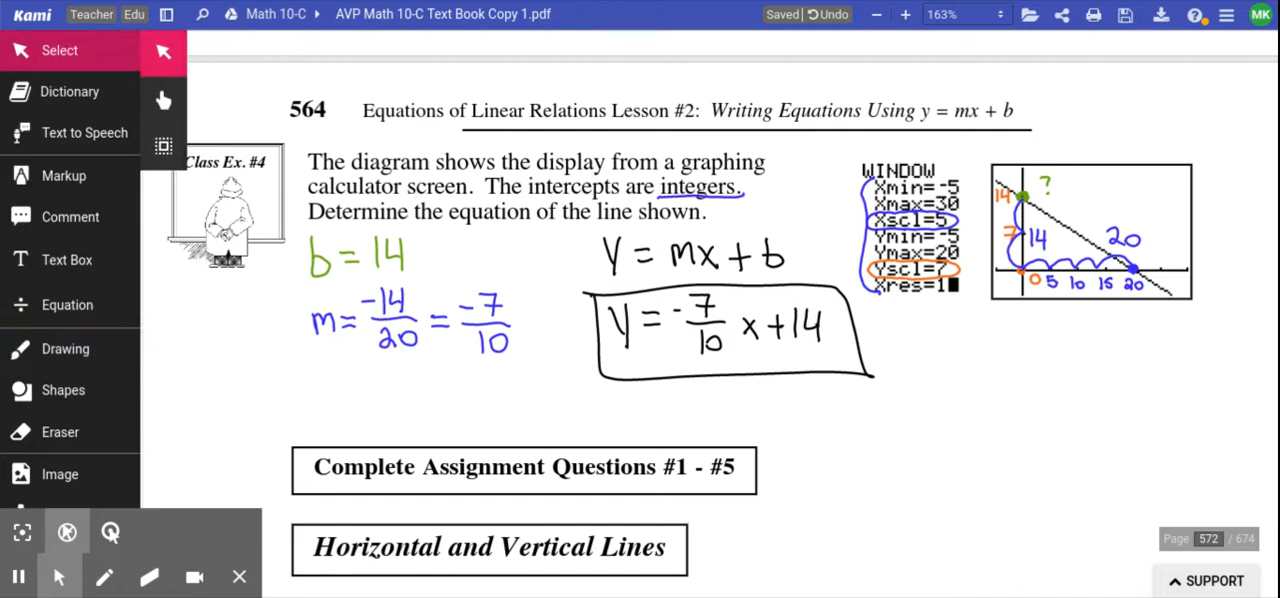 Kami Teacher Edu Math 10-C AVP Math 10-C Text Book Copy 1.pdf Saved Undo 163% MK
Select
Dictionary
Text to Speech
Markup
Comment
Text Box
Equation
Drawing
Shapes
Eraser
Image
564 Equations of Linear Relations Lesson #2: Writing Equations Using y = mx + b
Class Ex. #4
The diagram shows the display from a graphing
calculator screen. The intercepts are integers.
Determine the equation of the line shown.
b = 14
m = -14/20 = -7/10
y = mx + b
y = -7/10 x + 14
WINDOW
Xmin=-5
Xmax=30
Xscl=5
Ymin=-5
Ymax=20
Yscl=7
Xres=1
14 ?
7 14 20
0 5 10 15 20
Complete Assignment Questions #1 - #5
Horizontal and Vertical Lines
Page 572 / 674
SUPPORT